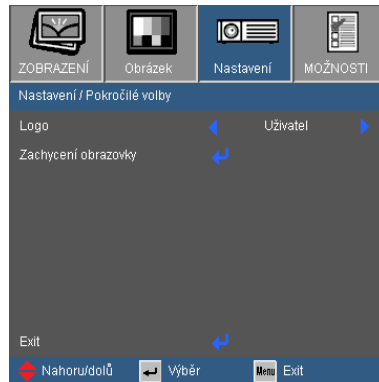 ZOBRAZENÍ Obrázek Nastavení MOŽNOSTI
Nastavení / Pokročilé volby
Logo Uživatel
Zachycení obrazovky
Exit
Nahoru/dolů Výběr Menu Exit